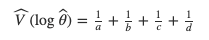 V̂ (log θ̂) = 1/a + 1/b + 1/c + 1/d